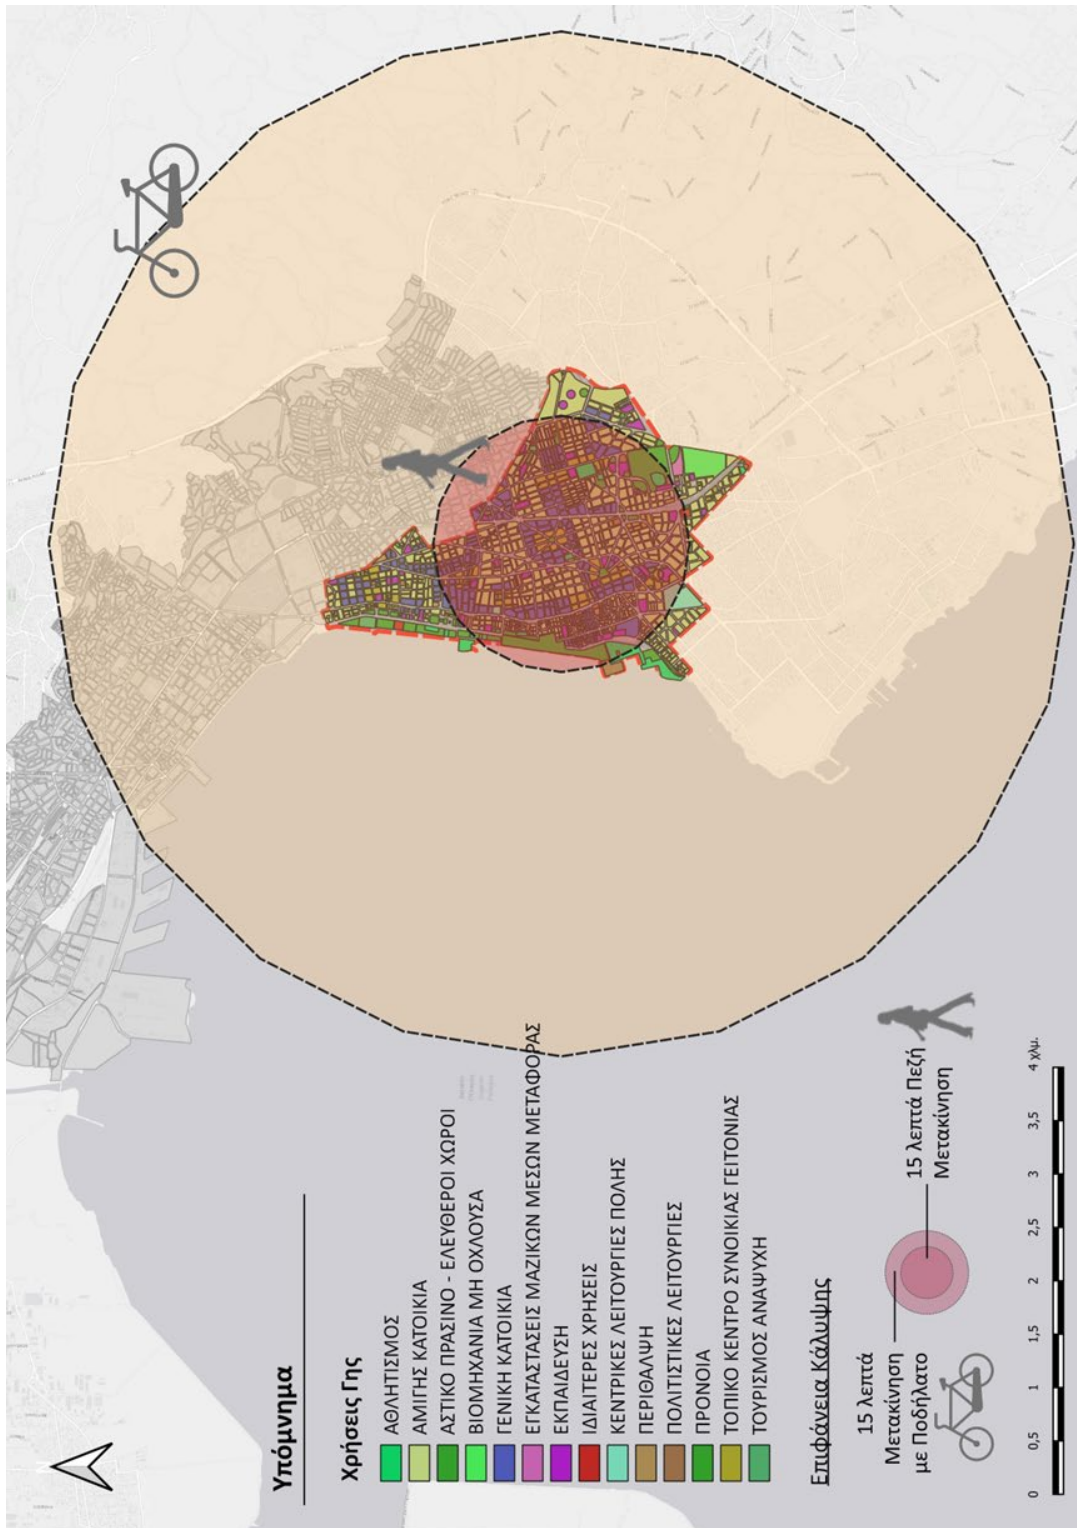 Υπόμνημα
Χρήσεις Γης
ΑΘΛΗΤΙΣΜΟΣ
ΑΜΙΓΗΣ ΚΑΤΟΙΚΙΑ
ΑΣΤΙΚΟ ΠΡΑΣΙΝΟ - ΕΛΕΥΘΕΡΟΙ ΧΩΡΟΙ
ΒΙΟΜΗΧΑΝΙΑ ΜΗ ΟΧΛΟΥΣΑ
ΓΕΝΙΚΗ ΚΑΤΟΙΚΙΑ
ΕΓΚΑΤΑΣΤΑΣΕΙΣ ΜΑΖΙΚΩΝ ΜΕΣΩΝ ΜΕΤΑΦΟΡΑΣ
ΕΚΠΑΙΔΕΥΣΗ
ΙΔΙΑΙΤΕΡΕΣ ΧΡΗΣΕΙΣ
ΚΕΝΤΡΙΚΕΣ ΛΕΙΤΟΥΡΓΙΕΣ ΠΟΛΗΣ
ΠΕΡΙΘΑΛΨΗ
ΠΟΛΙΤΙΣΤΙΚΕΣ ΛΕΙΤΟΥΡΓΙΕΣ
ΠΡΟΝΟΙΑ
ΤΟΠΙΚΟ ΚΕΝΤΡΟ ΣΥΝΟΙΚΙΑΣ ΓΕΙΤΟΝΙΑΣ
ΤΟΥΡΙΣΜΟΣ ΑΝΑΨΥΧΗ
Επιφάνεια Κάλυψης
15 λεπτά
Μετακίνηση
με Ποδήλατο
15 λεπτά Πεζή
Μετακίνηση
0 0,5 1 1,5 2 2,5 3 3,5 4 χλμ.